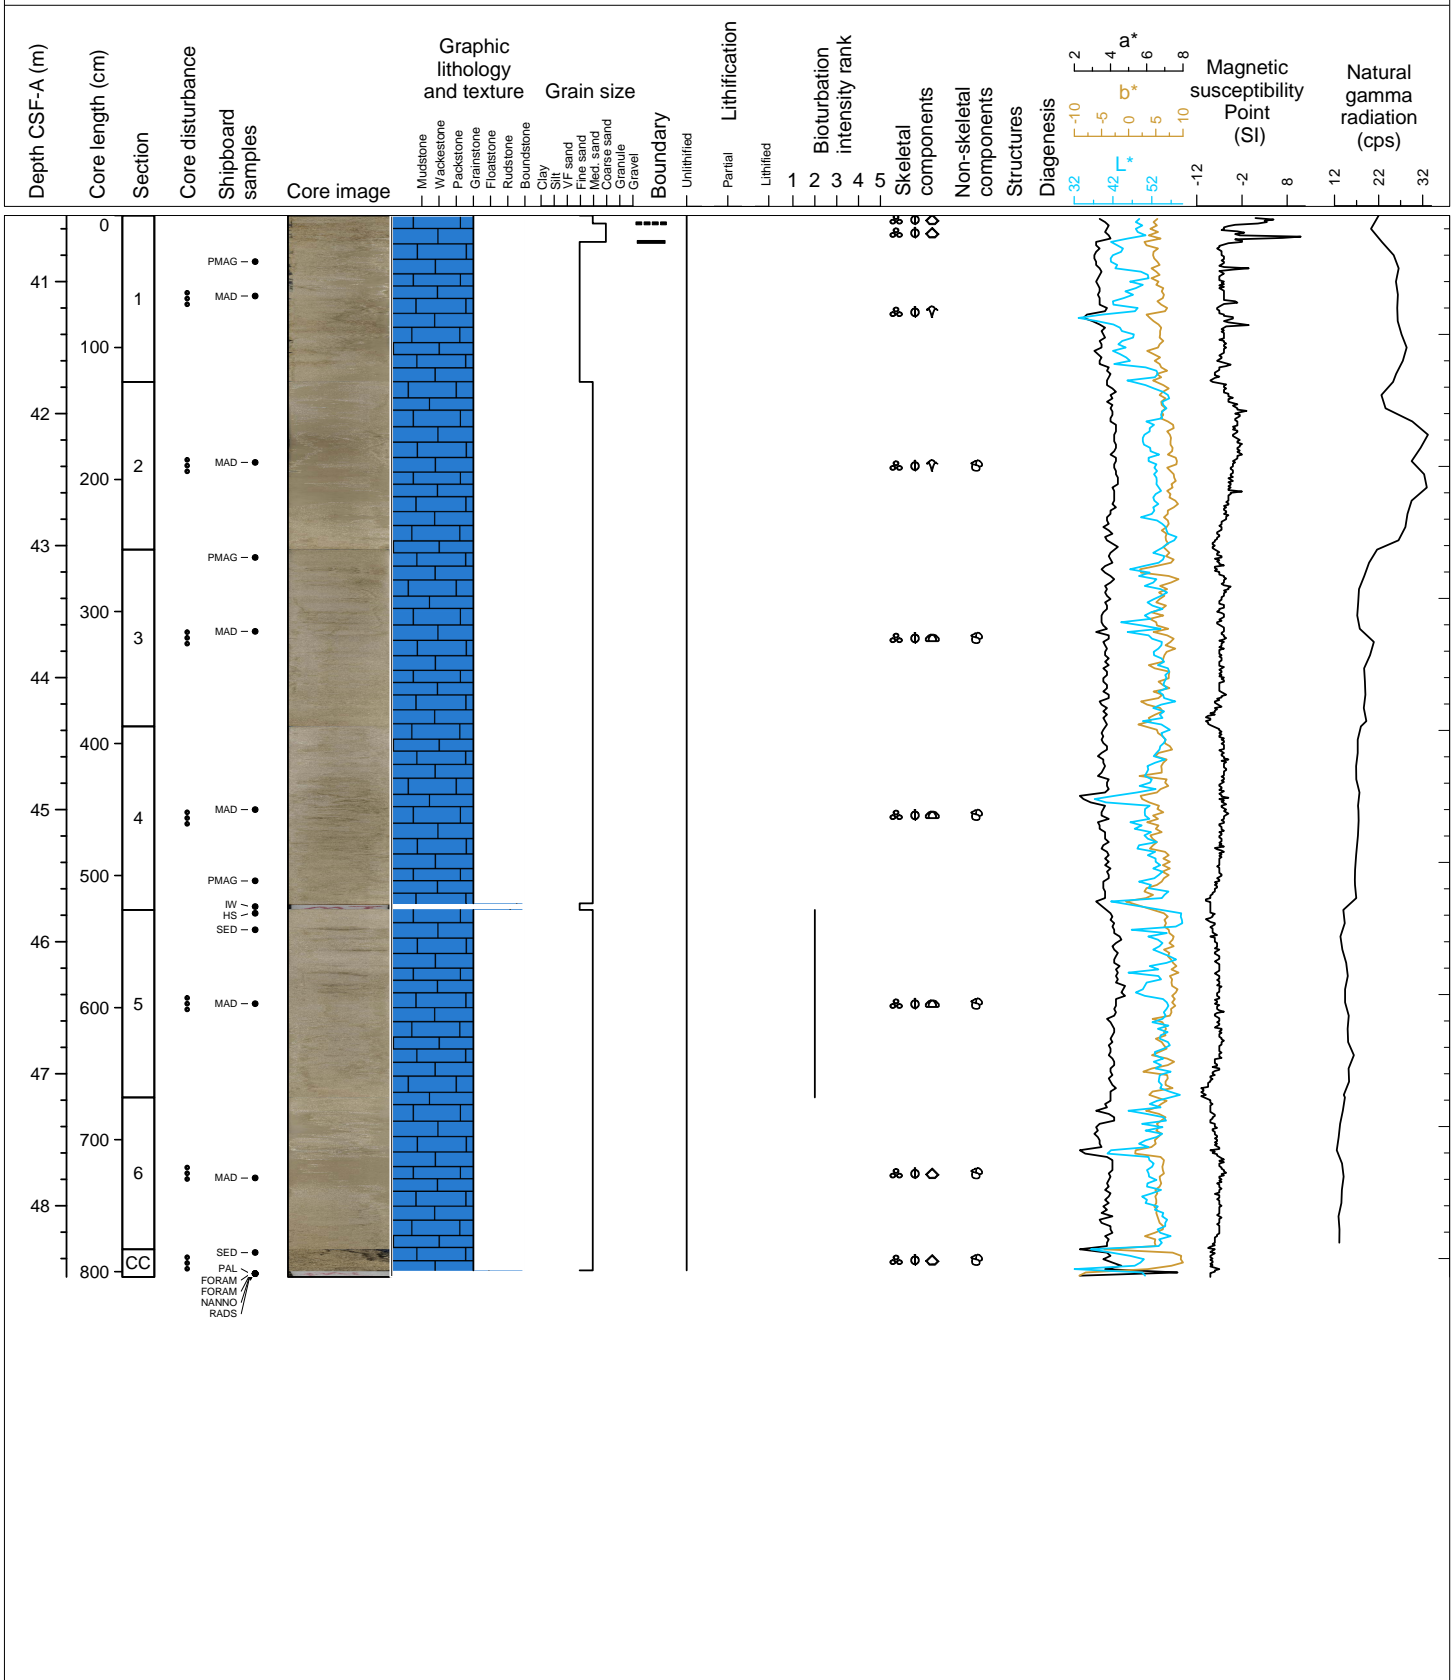 Depth CSF-A (m)
Core length (cm)
Section
Core disturbance
Shipboard
samples
Core image
Graphic
lithology
and texture
Mudstone
Wackestone
Packstone
Grainstone
Floatstone
Rudstone
Boundstone
Grain size
Clay
Silt
VF sand
Fine sand
Med. sand
Coarse sand
Granule
Gravel
Boundary
Lithification
Unlithified
Partial
Lithified
Bioturbation
intensity rank
1 2 3 4 5
Skeletal
components
Non-skeletal
components
Structures
Diagenesis
a*
2 4 6 8
b*
-10 -5 0 5 10
L*
32 42 52
Magnetic
susceptibility
Point
(SI)
-12 -2 8
Natural
gamma
radiation
(cps)
12 22 32
0
PMAG
41
1
MAD
100
42
2
MAD
200
43
PMAG
300
3
MAD
44
400
45
4
MAD
500
PMAG
IW
HS
46
SED
600
5
MAD
47
700
6
MAD
48
SED
CC
800
PAL
FORAM
FORAM
NANNO
RADS